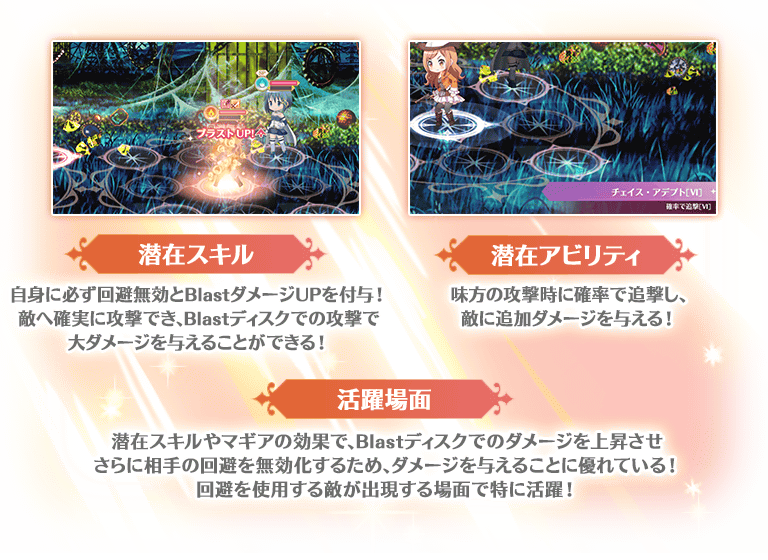 ブラストUP!
チェイス・アデプト[Ⅵ]
確率で追撃[Ⅵ]
潜在スキル
自身に必ず回避無効とBlastダメージUPを付与！
敵へ確実に攻撃でき、Blastディスクでの攻撃で
大ダメージを与えることができる！
潜在アビリティ
味方の攻撃時に確率で追撃し、
敵に追加ダメージを与える！
活躍場面
潜在スキルやマギアの効果で、Blastディスクでのダメージを上昇させ
さらに相手の回避を無効化するため、ダメージを与えることに優れている！
回避を使用する敵が出現する場面で特に活躍！